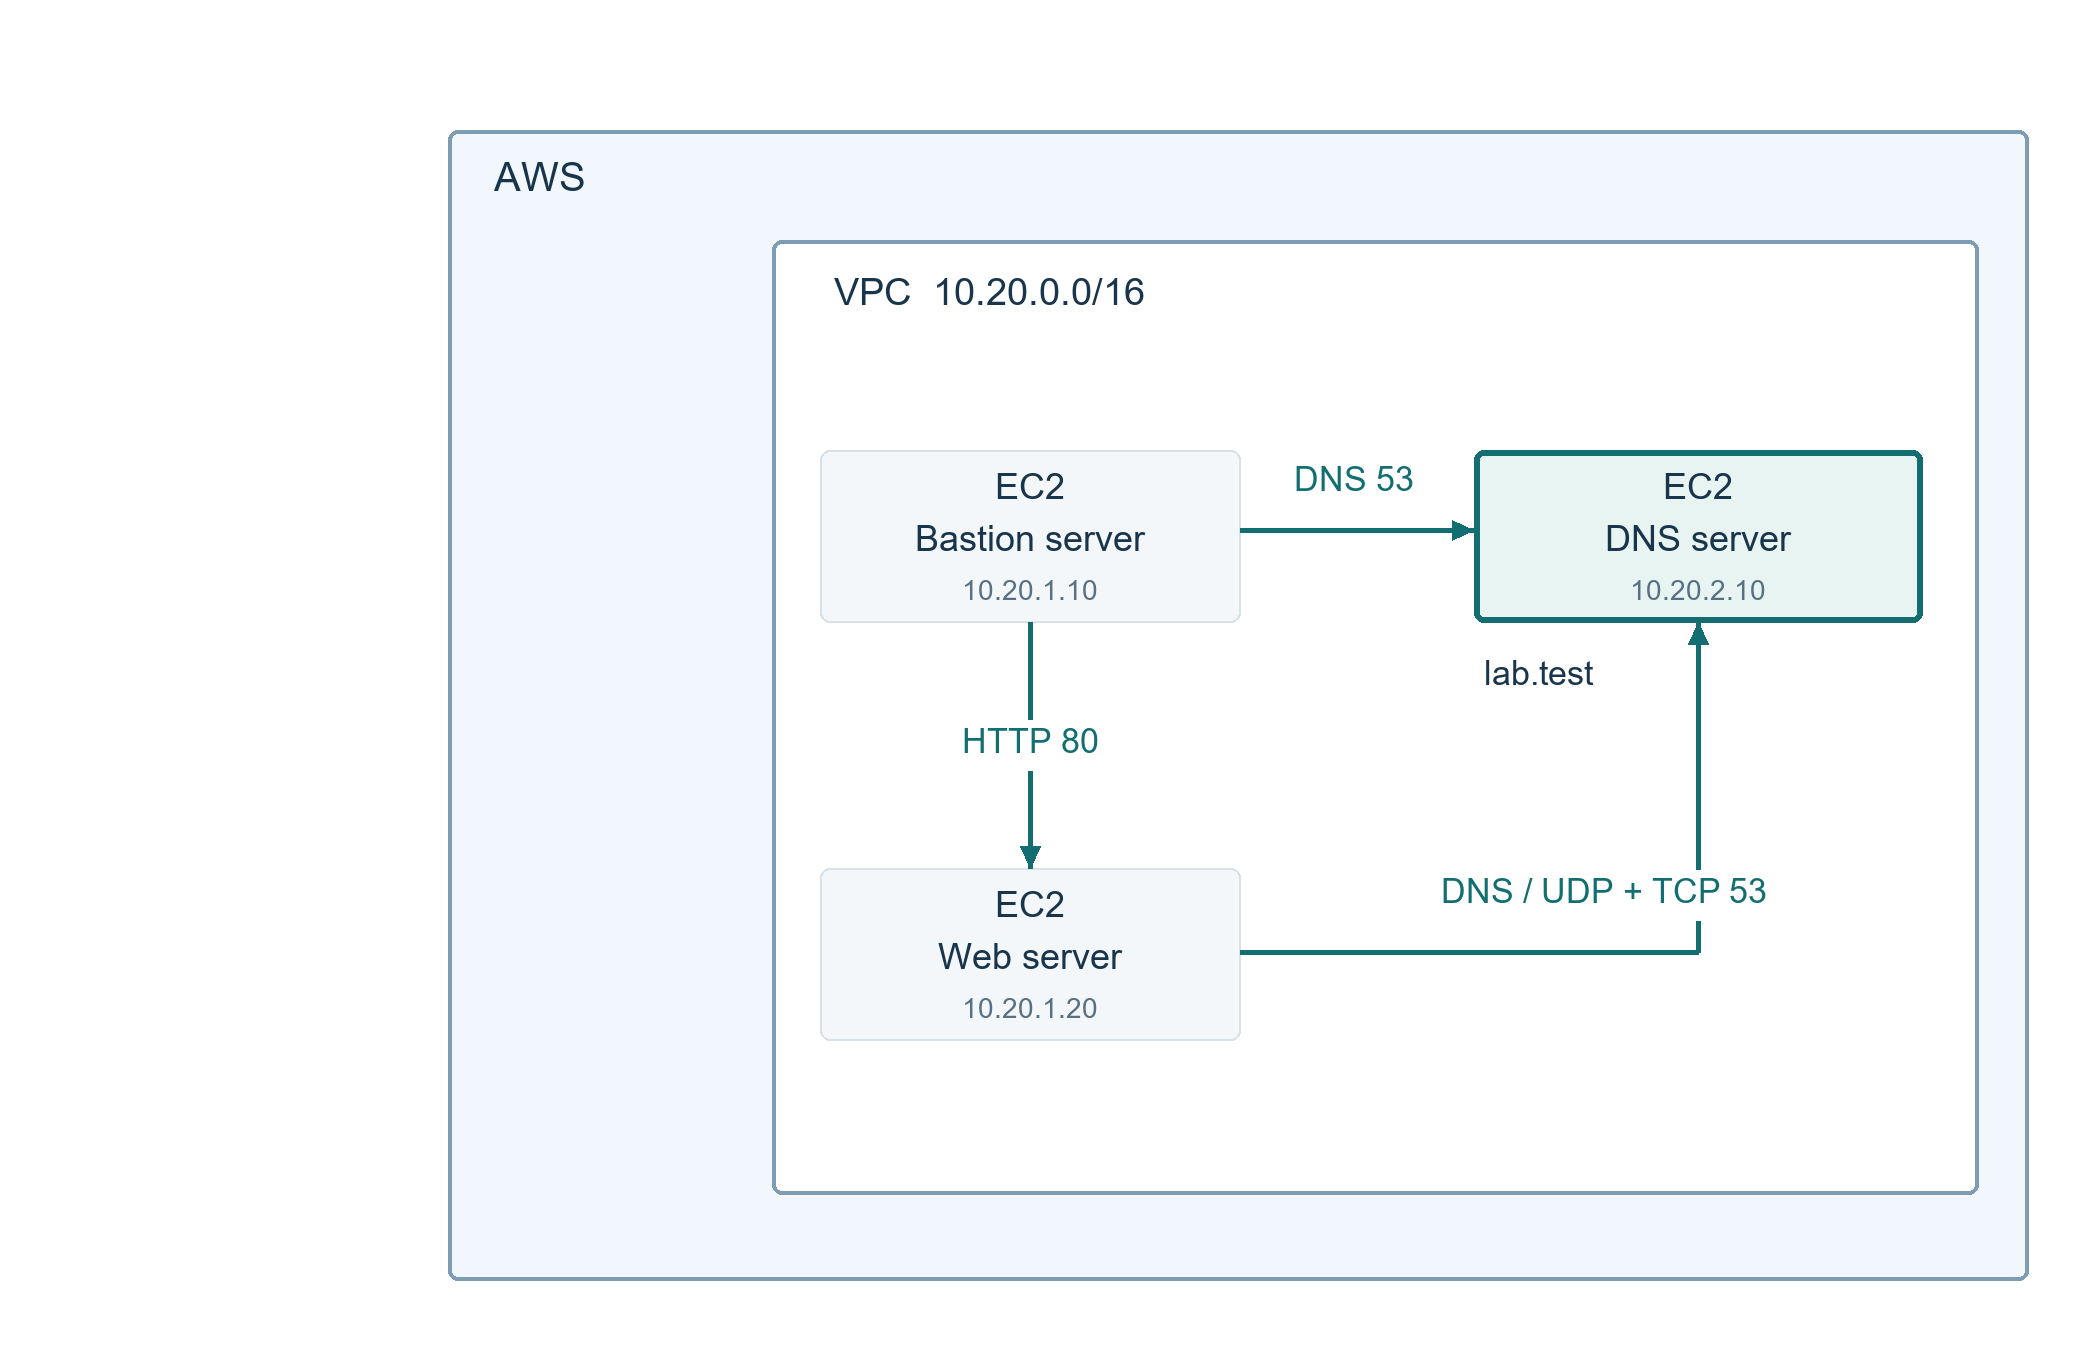 AWS
VPC 10.20.0.0/16
EC2
Bastion server
10.20.1.10
DNS 53
EC2
DNS server
10.20.2.10
lab.test
HTTP 80
DNS / UDP + TCP 53
EC2
Web server
10.20.1.20